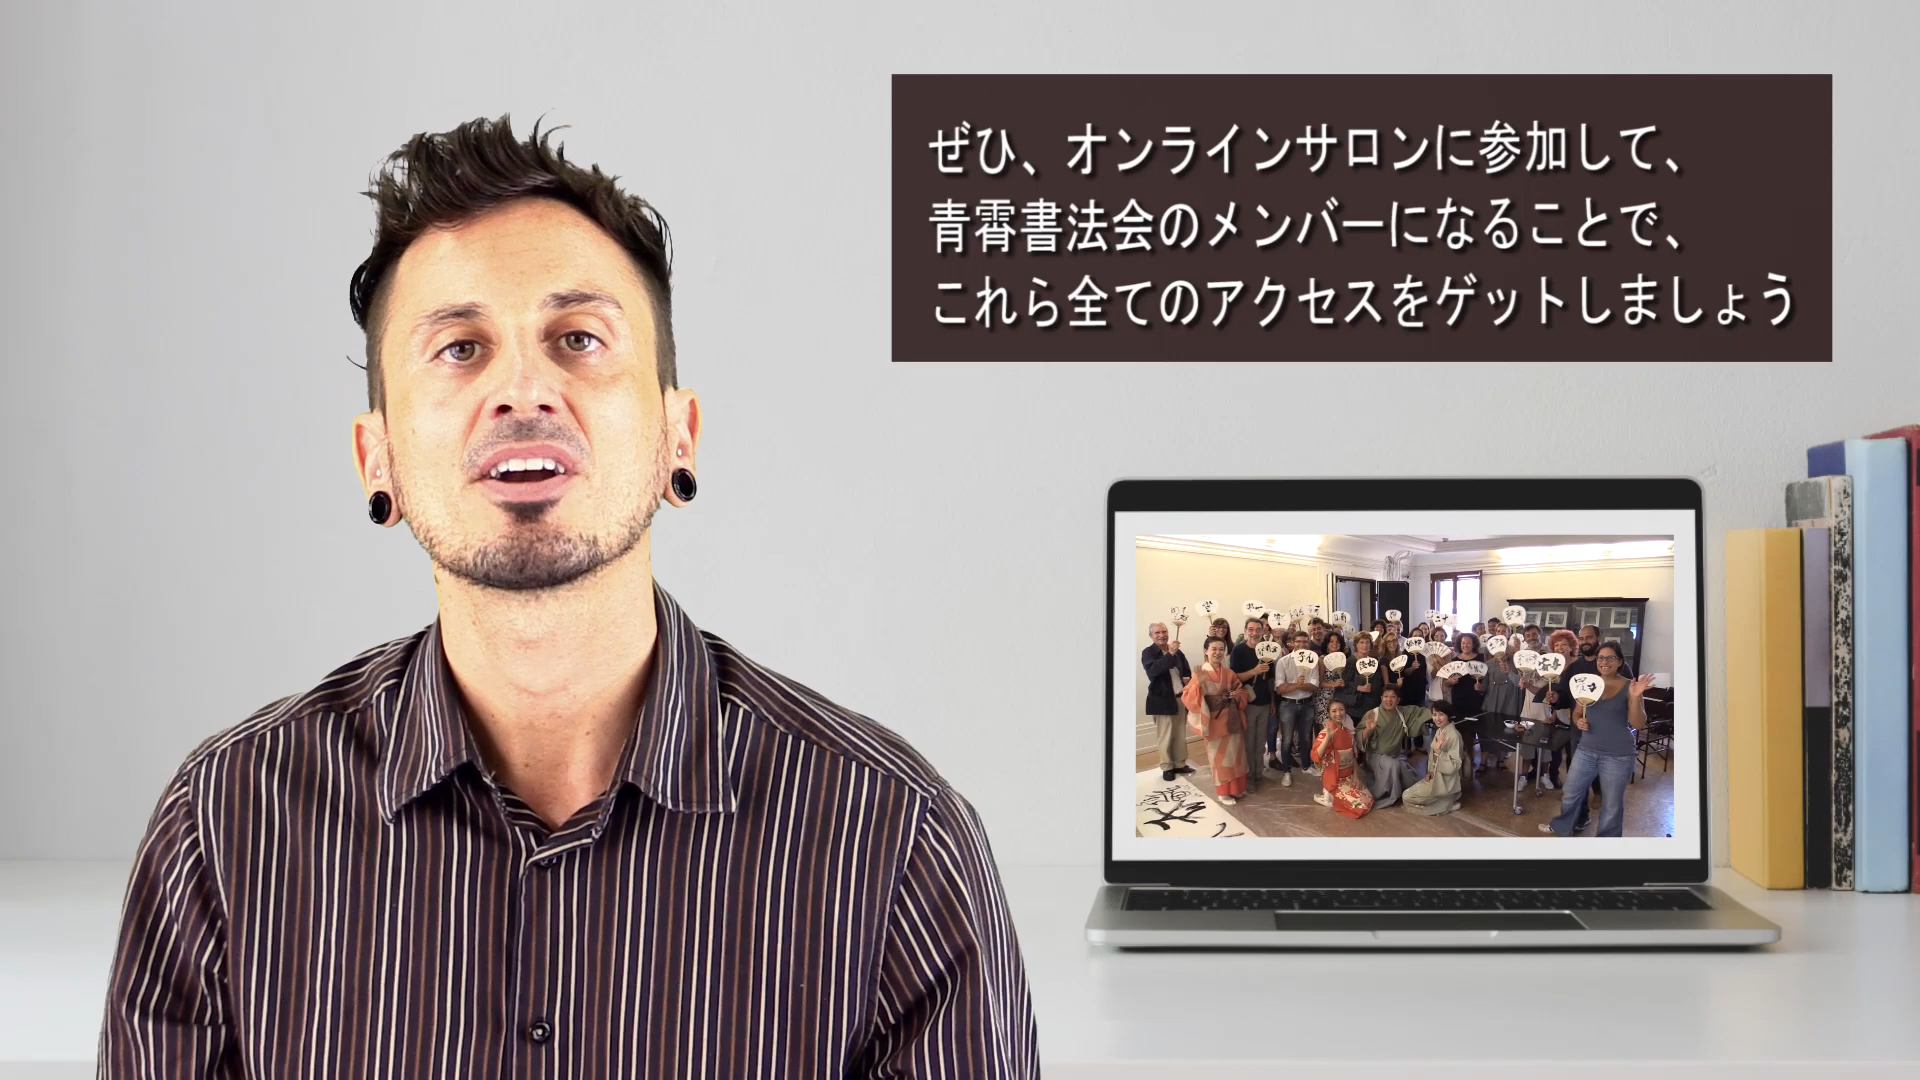 ぜひ、オンラインサロンに参加して、
青霄書法会のメンバーになることで、
これら全てのアクセスをゲットしましょう